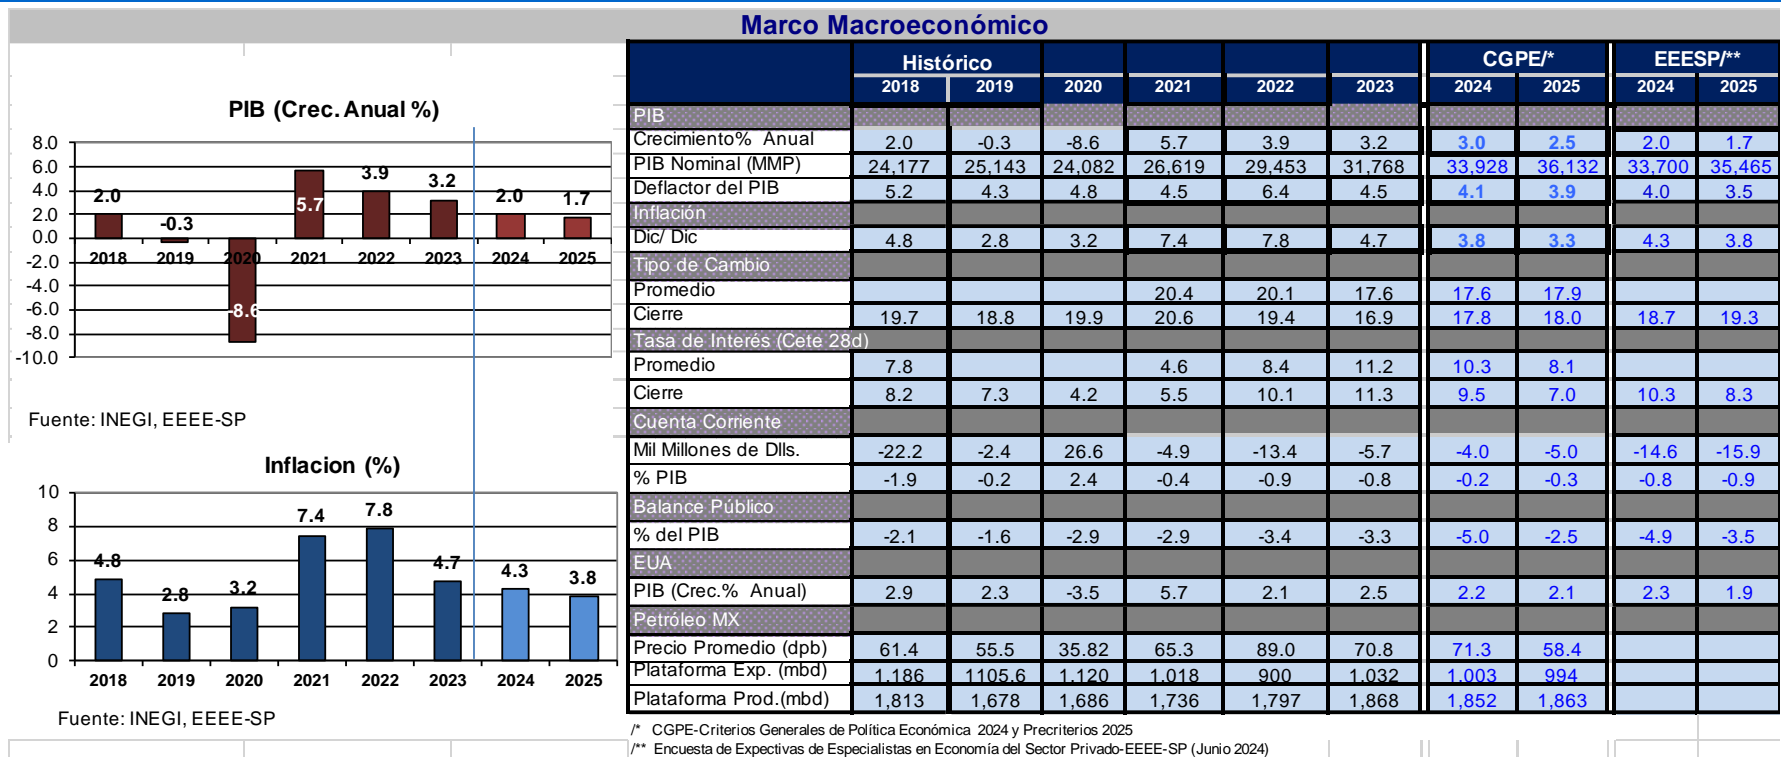 Marco Macroeconómico
PIB (Crec. Anual %)
8.0
6.0
4.0
2.0
0.0
-2.0
-4.0
-6.0
-8.0
-10.0
2.0 -0.3 -8.6 5.7 3.9 3.2 2.0 1.7
2018 2019 2020 2021 2022 2023 2024 2025
Fuente: INEGI, EEEE-SP
Inflacion (%)
10
8
6
4
2
0
4.8 2.8 3.2 7.4 7.8 4.7 4.3 3.8
2018 2019 2020 2021 2022 2023 2024 2025
Fuente: INEGI, EEEE-SP
Histórico CGPE/* EEESP/**
2018 2019 2020 2021 2022 2023 2024 2025 2024 2025
PIB
Crecimiento% Anual 2.0 -0.3 -8.6 5.7 3.9 3.2 3.0 2.5 2.0 1.7
PIB Nominal (MMP) 24,177 25,143 24,082 26,619 29,453 31,768 33,928 36,132 33,700 35,465
Deflactor del PIB 5.2 4.3 4.8 4.5 6.4 4.5 4.1 3.9 4.0 3.5
Inflación
Dic/ Dic 4.8 2.8 3.2 7.4 7.8 4.7 3.8 3.3 4.3 3.8
Tipo de Cambio
Promedio 20.4 20.1 17.6 17.6 17.9
Cierre 19.7 18.8 19.9 20.6 19.4 16.9 17.8 18.0 18.7 19.3
Tasa de Interés (Cete 28d)
Promedio 7.8 4.6 8.4 11.2 10.3 8.1
Cierre 8.2 7.3 4.2 5.5 10.1 11.3 9.5 7.0 10.3 8.3
Cuenta Corriente
Mil Millones de Dlls. -22.2 -2.4 26.6 -4.9 -13.4 -5.7 -4.0 -5.0 -14.6 -15.9
% PIB -1.9 -0.2 2.4 -0.4 -0.9 -0.8 -0.2 -0.3 -0.8 -0.9
Balance Público
% del PIB -2.1 -1.6 -2.9 -2.9 -3.4 -3.3 -5.0 -2.5 -4.9 -3.5
EUA
PIB (Crec.% Anual) 2.9 2.3 -3.5 5.7 2.1 2.5 2.2 2.1 2.3 1.9
Petróleo MX
Precio Promedio (dpb) 61.4 55.5 35.82 65.3 89.0 70.8 71.3 58.4
Plataforma Exp. (mbd) 1,186 1105.6 1,120 1,018 900 1,032 1,003 994
Plataforma Prod.(mbd) 1,813 1,678 1,686 1,736 1,797 1,868 1,852 1,863
/* CGPE-Criterios Generales de Política Económica 2024 y Precriterios 2025
/** Encuesta de Expectivas de Especialistas en Economía del Sector Privado-EEEE-SP (Junio 2024)